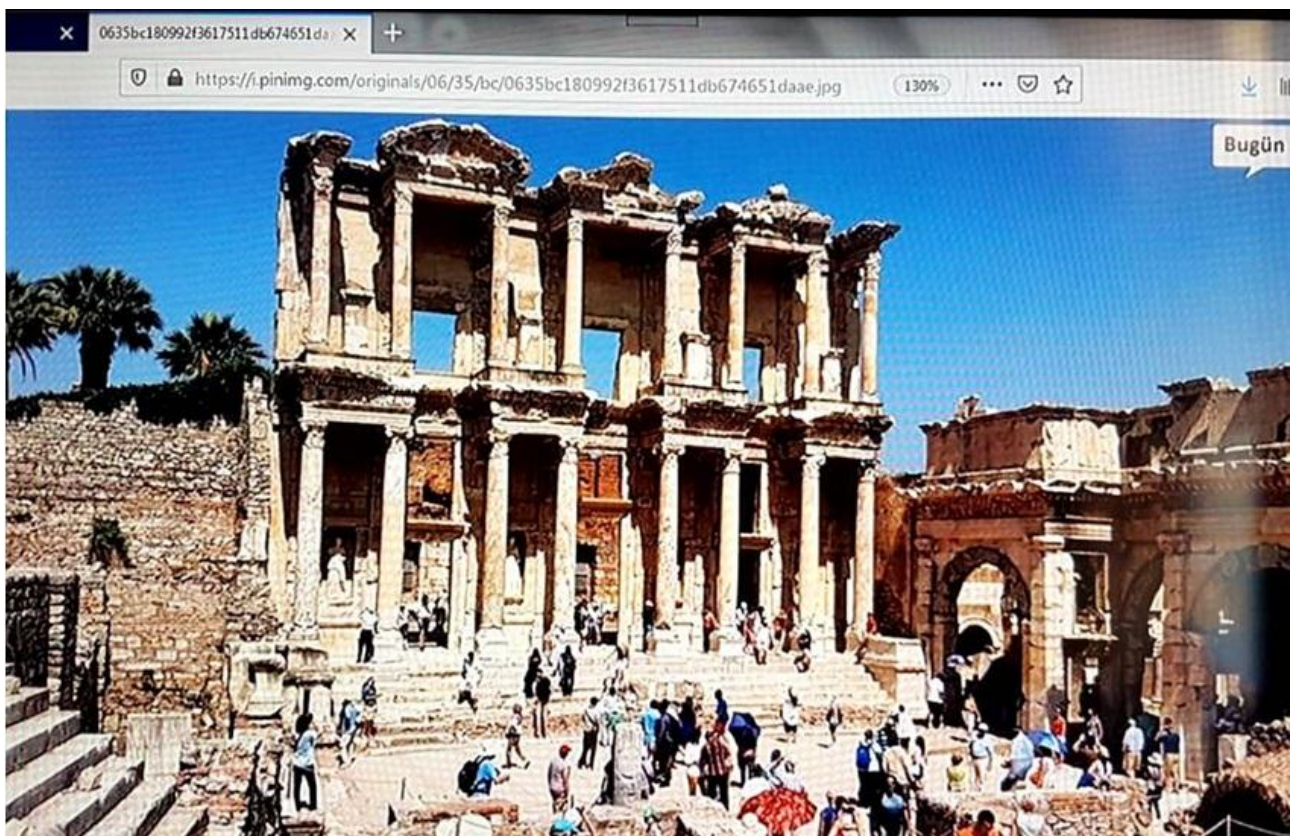 0635bc180992f3617511db674651da
https://i.pinimg.com/originals/06/35/bc/0635bc180992f3617511db674651daae.jpg
130%
Bugün